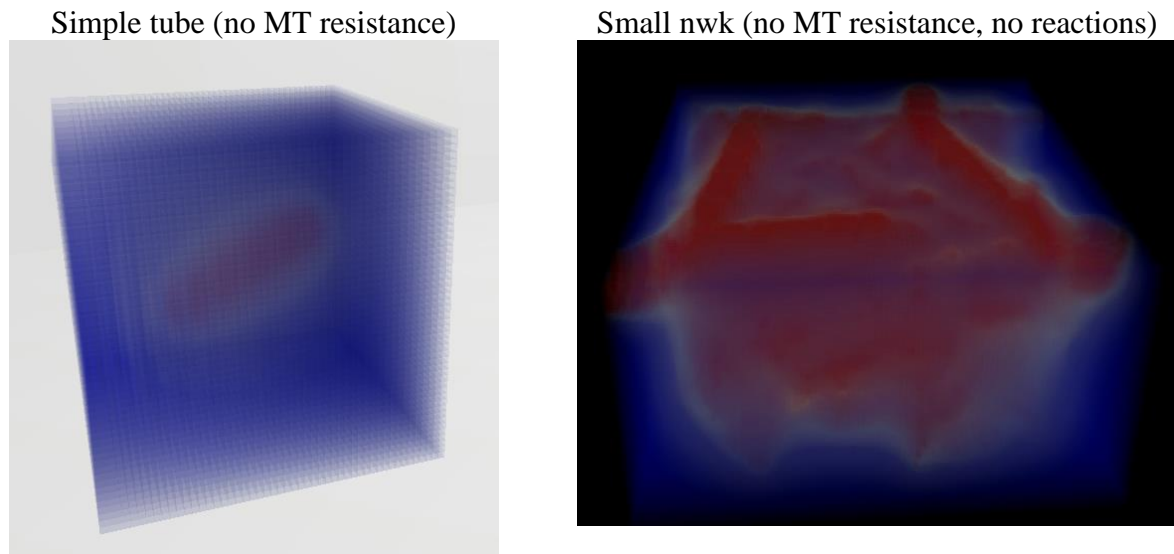 Simple tube (no MT resistance)
Small nwk (no MT resistance, no reactions)